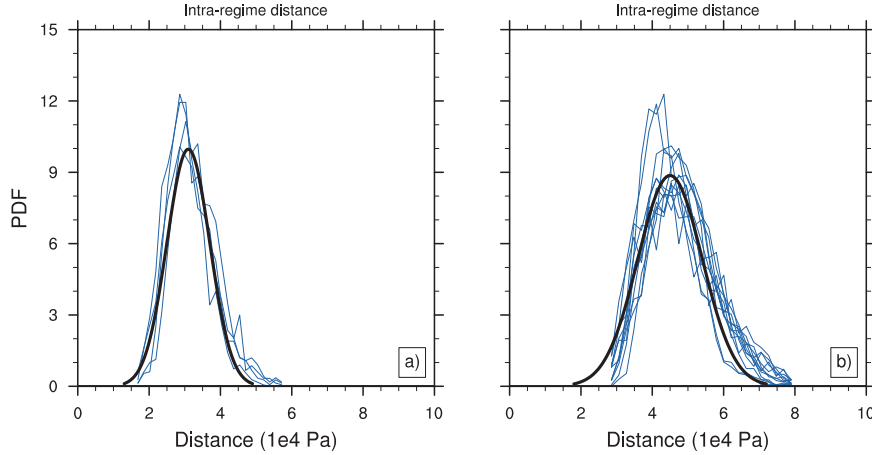 Intra-regime distance
15
12
9
6
3
0
PDF
0 2 4 6 8 10
Distance (1e4 Pa)
a)
Intra-regime distance
0 2 4 6 8 10
Distance (1e4 Pa)
b)